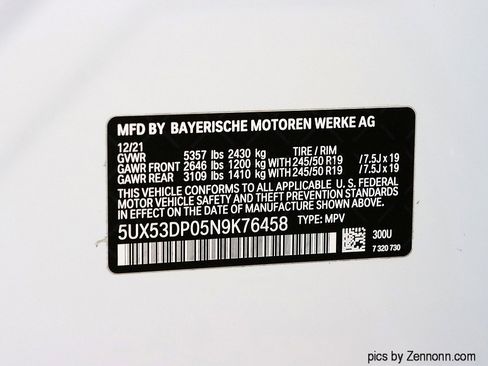 MFD BY BAYERISCHE MOTOREN WERKE AG
12/21
GVWR 5357 lbs 2430 kg TIRE / RIM
GAWR FRONT 2646 lbs 1200 kg WITH 245/50 R19 /7.5J x 19
GAWR REAR 3109 lbs 1410 kg WITH 245/50 R19 /7.5J x 19
THIS VEHICLE CONFORMS TO ALL APPLICABLE U. S. FEDERAL
MOTOR VEHICLE SAFETY AND THEFT PREVENTION STANDARDS
IN EFFECT ON THE DATE OF MANUFACTURE SHOWN ABOVE.
5UX53DP05N9K76458 TYPE: MPV
300U
7 320 730
pics by Zennonn.com